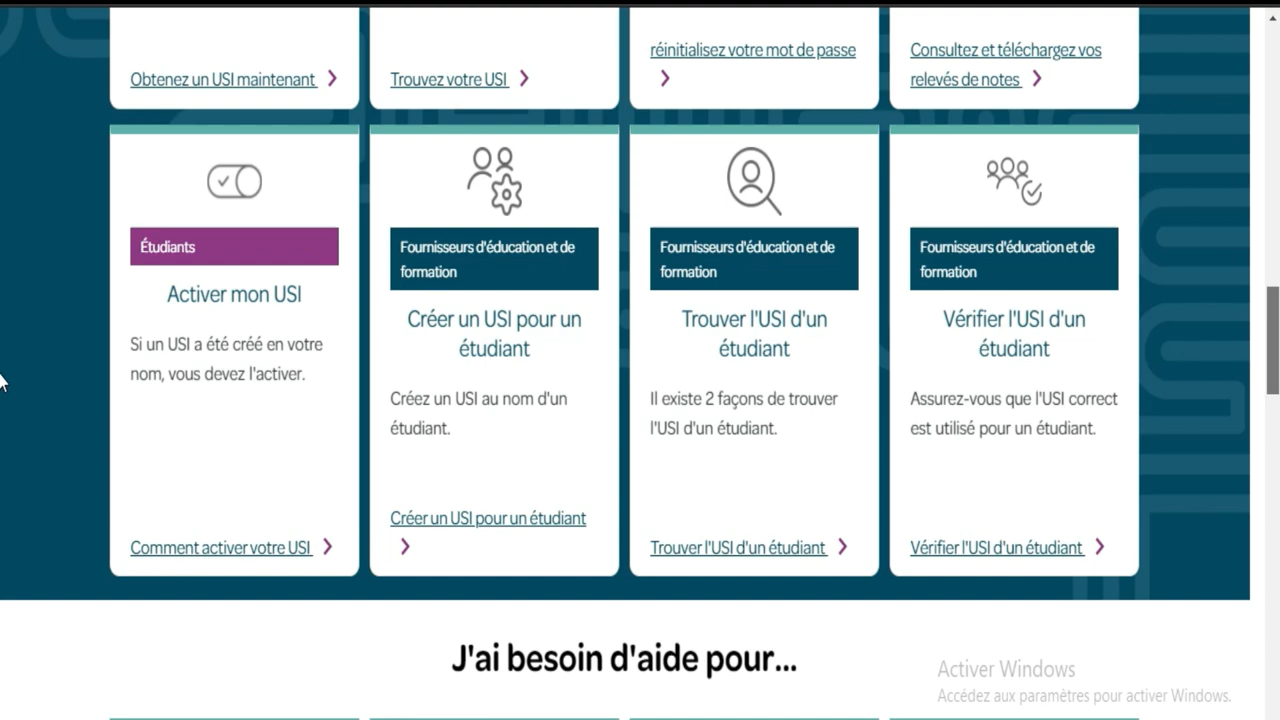 réinitialisez votre mot de passe
Consultez et téléchargez vos
Obtenez un USI maintenant
Trouvez votre USI
relevés de notes
Étudiants
Activer mon USI
Si un USI a été créé en votre
nom, vous devez l'activer.
Comment activer votre USI
Fournisseurs d'éducation et de
formation
Créer un USI pour un
étudiant
Créez un USI au nom d'un
étudiant.
Créer un USI pour un étudiant
Fournisseurs d'éducation et de
formation
Trouver l'USI d'un
étudiant
Il existe 2 façons de trouver
l'USI d'un étudiant.
Trouver l'USI d'un étudiant
Fournisseurs d'éducation et de
formation
Vérifier l'USI d'un
étudiant
Assurez-vous que l'USI correct
est utilisé pour un étudiant.
Vérifier l'USI d'un étudiant
J'ai besoin d'aide pour...
Activer Windows
Accédez aux paramètres pour activer Windows.